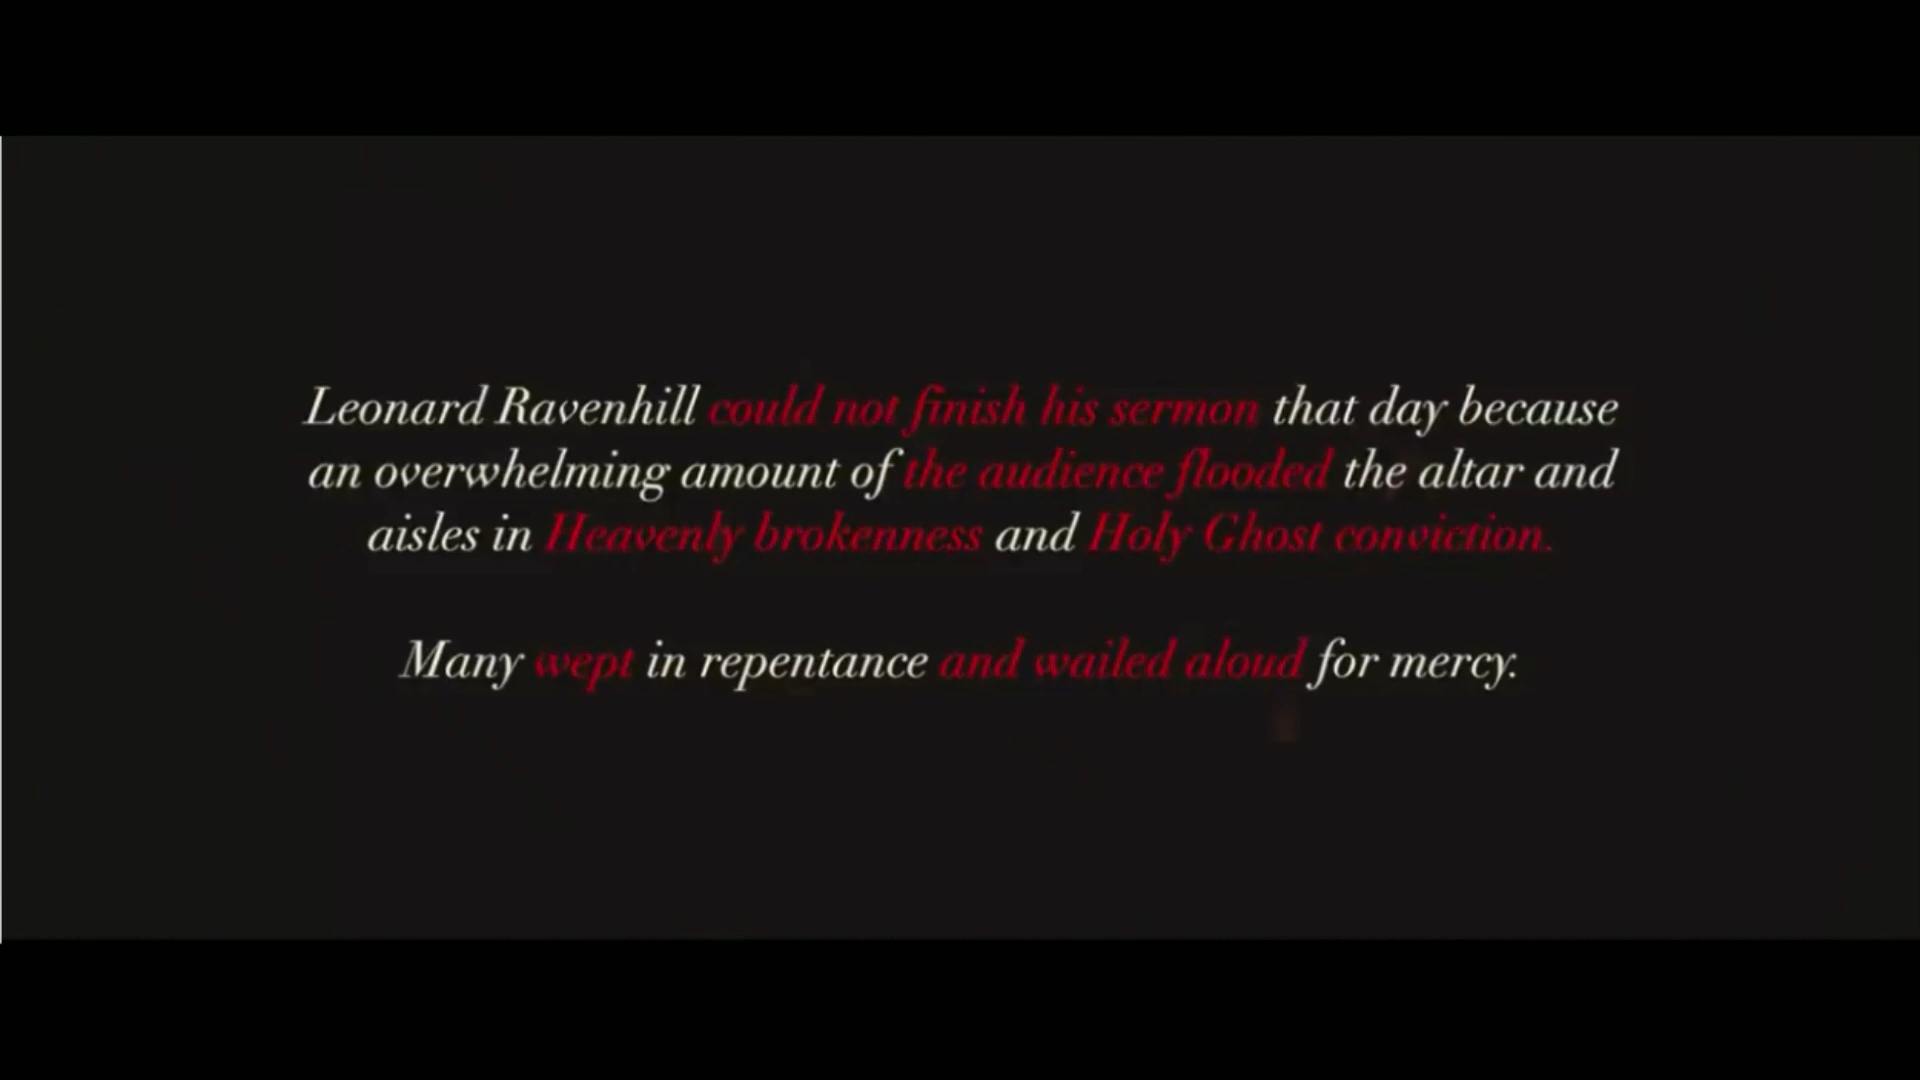 Leonard Ravenhill could not finish his sermon that day because
an overwhelming amount of the audience flooded the altar and
aisles in Heavenly brokenness and Holy Ghost conviction.
Many wept in repentance and wailed aloud for mercy.